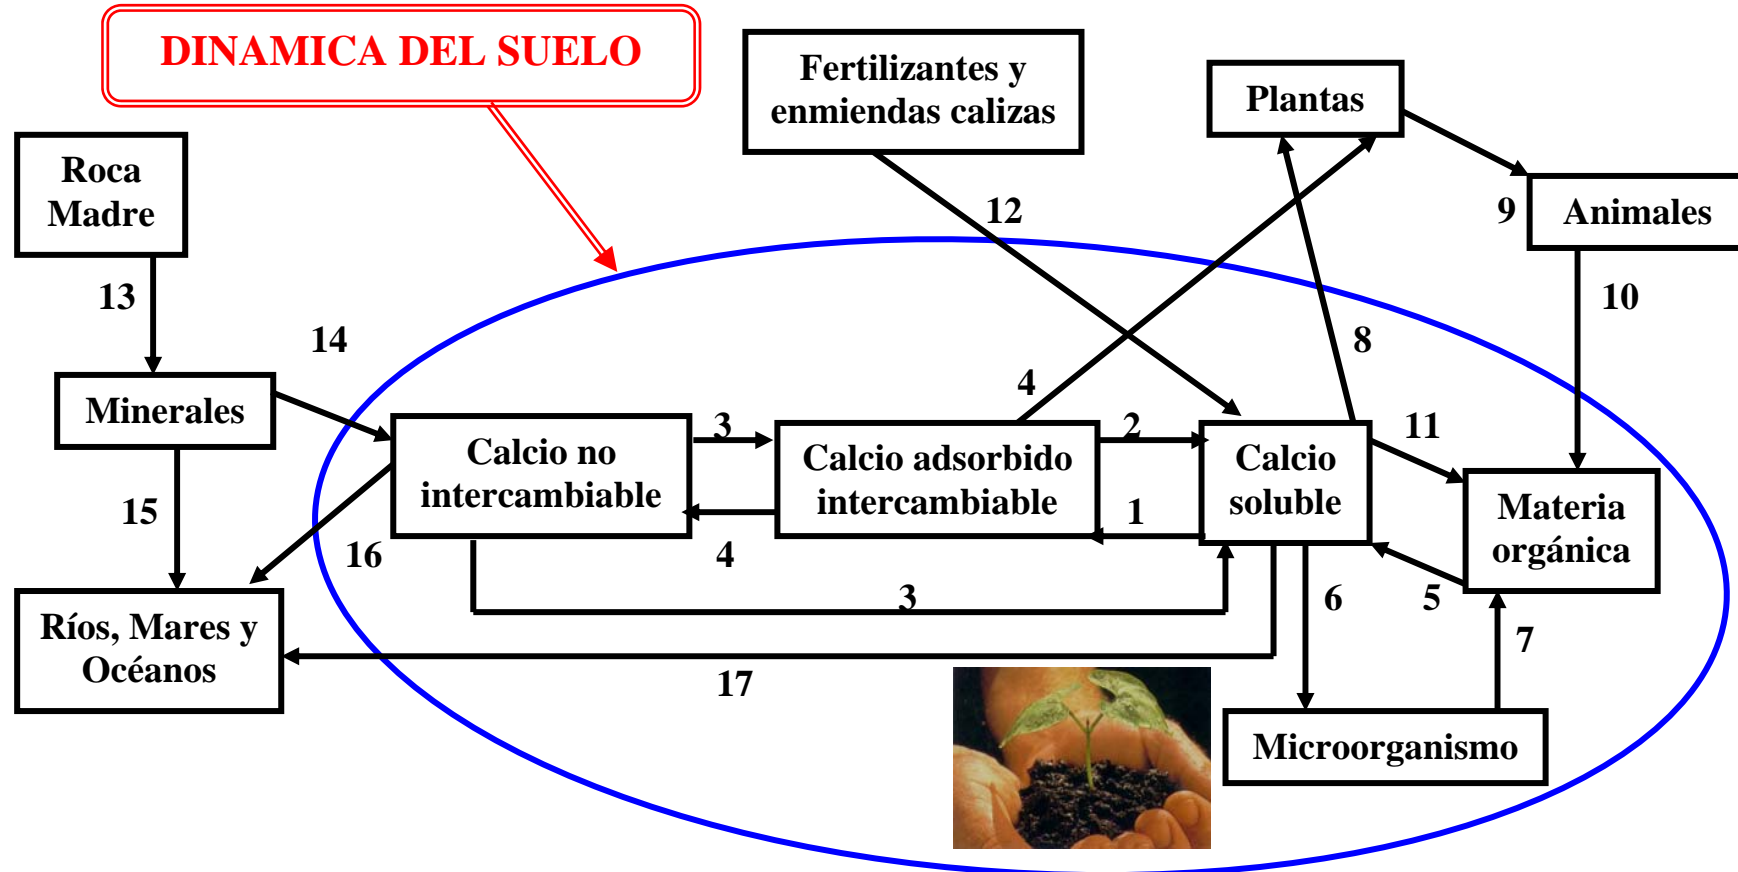 DINAMICA DEL SUELO
Fertilizantes y
enmiendas calizas
Plantas
Roca
Madre
12
9
Animales
13
10
14
8
4
Minerales
3
2
11
Calcio no
intercambiable
Calcio adsorbido
intercambiable
Calcio
soluble
Materia
orgánica
15
16
4
1
3
6
5
7
Ríos, Mares y
Océanos
17
Microorganismo